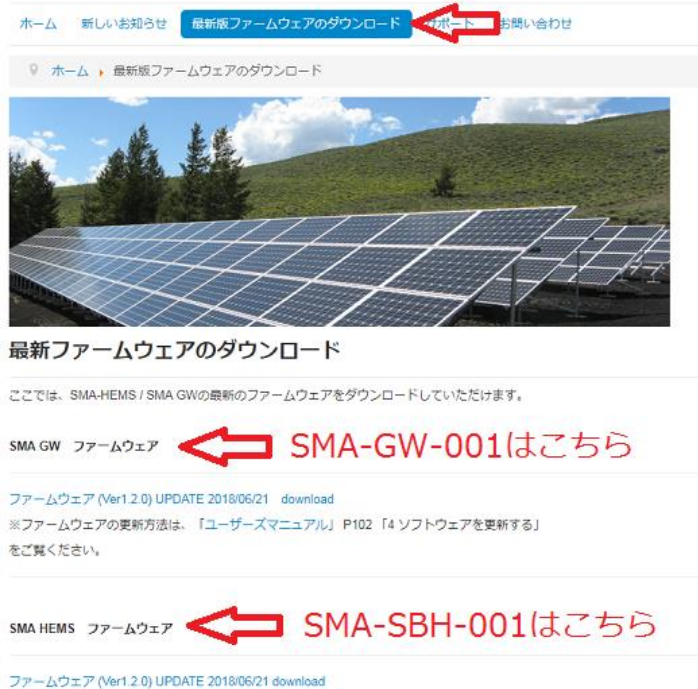 ホーム 新しいお知らせ 最新版ファームウェアのダウンロード サポート お問い合わせ
ホーム 最新版ファームウェアのダウンロード
最新ファームウェアのダウンロード
ここでは、SMA-HEMS / SMA GWの最新のファームウェアをダウンロードしていただけます。
SMA GW ファームウェア SMA-GW-001はこちら
ファームウェア (Ver1.2.0) UPDATE 2018/06/21 download
※ファームウェアの更新方法は、「ユーザーズマニュアル」 P102 「4 ソフトウェアを更新する」
をご覧ください。
SMA HEMS ファームウェア SMA-SBH-001はこちら
ファームウェア (Ver1.2.0) UPDATE 2018/06/21 download